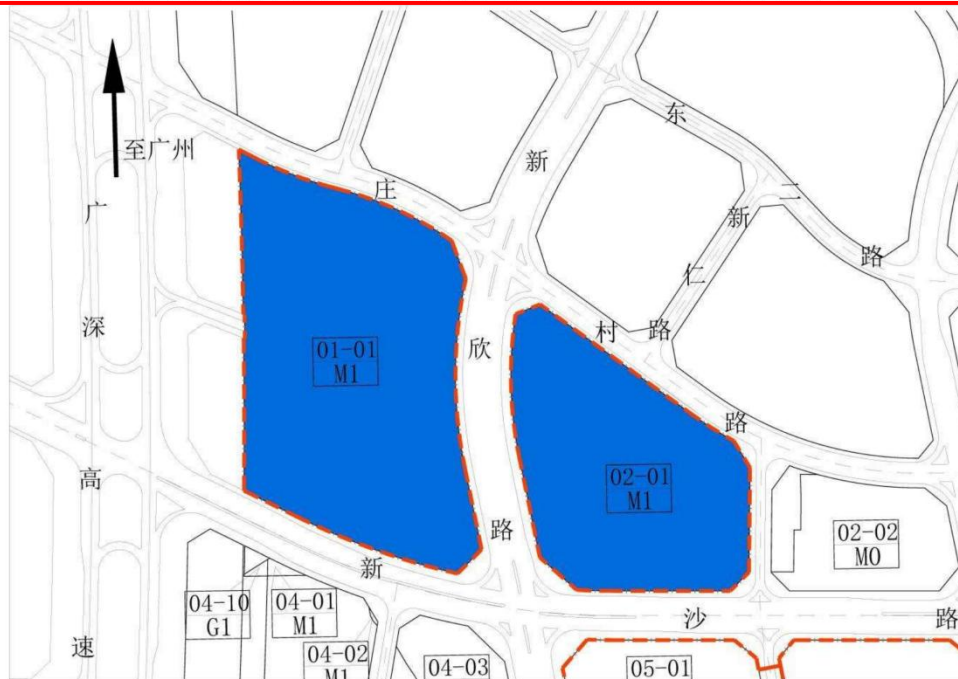 至广州
广深高速
庄村路
新欣路
东二路
新仁路
新沙路
01-01
M1
02-01
M1
02-02
M0
04-10
G1
04-01
M1
04-02
M1
04-03
05-01